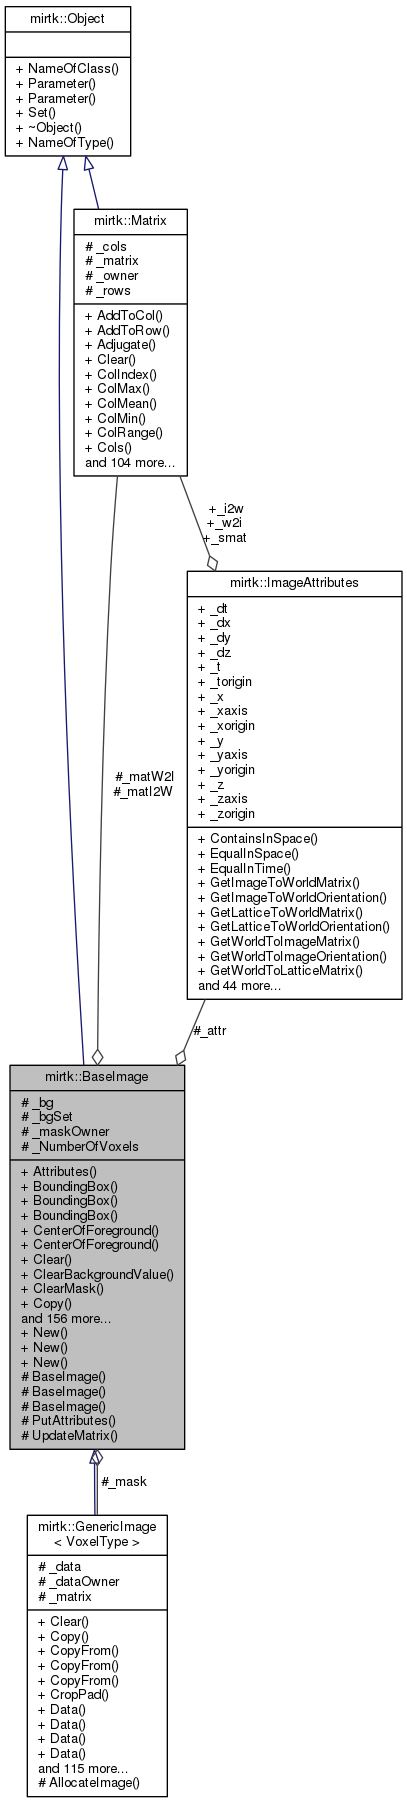 mirtk::Object
+ NameOfClass()
+ Parameter()
+ Parameter()
+ Set()
+ ~Object()
+ NameOfType()
mirtk::Matrix
# _cols
# _matrix
# _owner
# _rows
+ AddToCol()
+ AddToRow()
+ Adjugate()
+ Clear()
+ ColIndex()
+ ColMax()
+ ColMean()
+ ColMin()
+ ColRange()
+ Cols()
and 104 more...
+_i2w
+_w2i
+_smat
mirtk::ImageAttributes
+ _dt
+ _dx
+ _dy
+ _dz
+ _t
+ _torigin
+ _x
+ _xaxis
+ _xorigin
+ _y
+ _yaxis
+ _yorigin
+ _z
+ _zaxis
+ _zorigin
+ ContainsInSpace()
+ EqualInSpace()
+ EqualInTime()
+ GetImageToWorldMatrix()
+ GetImageToWorldOrientation()
+ GetLatticeToWorldMatrix()
+ GetLatticeToWorldOrientation()
+ GetWorldToImageMatrix()
+ GetWorldToImageOrientation()
+ GetWorldToLatticeMatrix()
and 44 more...
#_matW2I
#_matI2W
#_attr
mirtk::BaseImage
# _bg
# _bgSet
# _maskOwner
# _NumberOfVoxels
+ Attributes()
+ BoundingBox()
+ BoundingBox()
+ BoundingBox()
+ CenterOfForeground()
+ CenterOfForeground()
+ Clear()
+ ClearBackgroundValue()
+ ClearMask()
+ Copy()
and 156 more...
+ New()
+ New()
+ New()
# BaseImage()
# BaseImage()
# BaseImage()
# PutAttributes()
# UpdateMatrix()
#_mask
mirtk::GenericImage
< VoxelType >
# _data
# _dataOwner
# _matrix
+ Clear()
+ Copy()
+ CopyFrom()
+ CopyFrom()
+ CopyFrom()
+ CropPad()
+ Data()
+ Data()
+ Data()
+ Data()
and 115 more...
# AllocateImage()